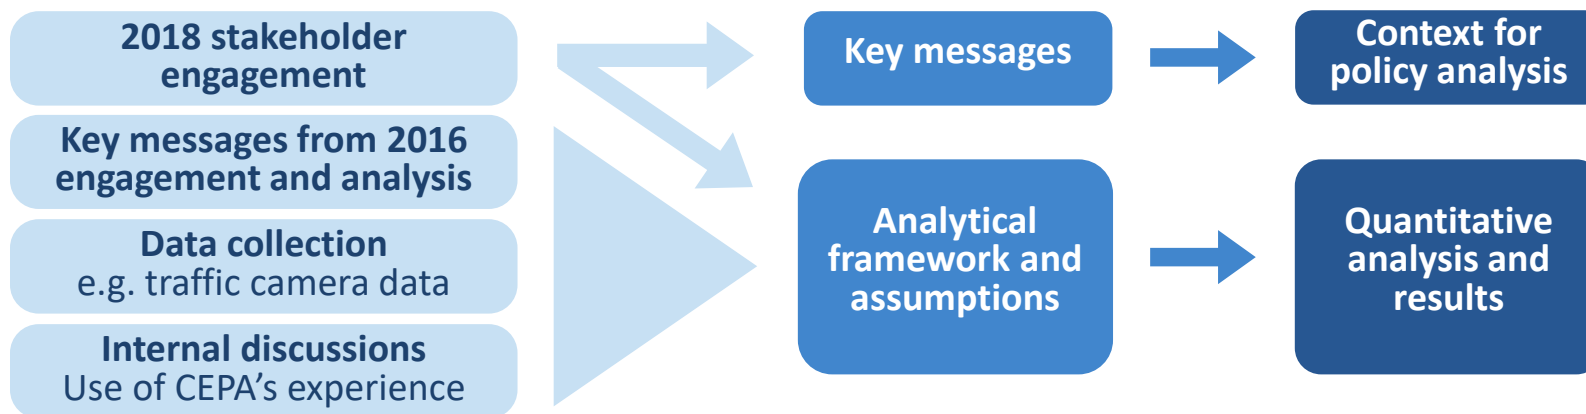 2018 stakeholder
engagement
Key messages from 2016
engagement and analysis
Data collection
e.g. traffic camera data
Internal discussions
Use of CEPA's experience
Key messages
Analytical
framework and
assumptions
Context for
policy analysis
Quantitative
analysis and
results